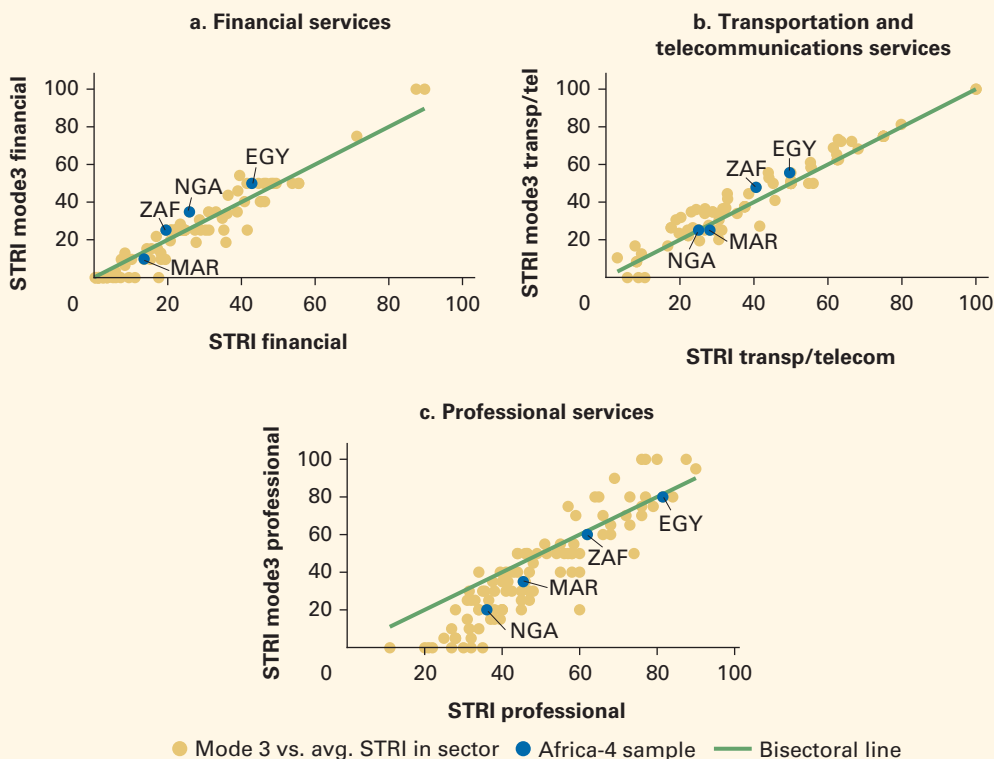 a. Financial services
STRI mode3 financial
100
80
60
40
20
0
20
40
60
80
100
EGY
NGA
ZAF
MAR
STRI financial
b. Transportation and
telecommunications services
STRI mode3 transp/tel
100
80
60
40
20
0
20
40
60
80
100
EGY
ZAF
MAR
NGA
STRI transp/telecom
c. Professional services
STRI mode3 professional
100
80
60
40
20
0
20
40
60
80
100
EGY
ZAF
MAR
NGA
STRI professional
Mode 3 vs. avg. STRI in sector
Africa-4 sample
Bisectoral line